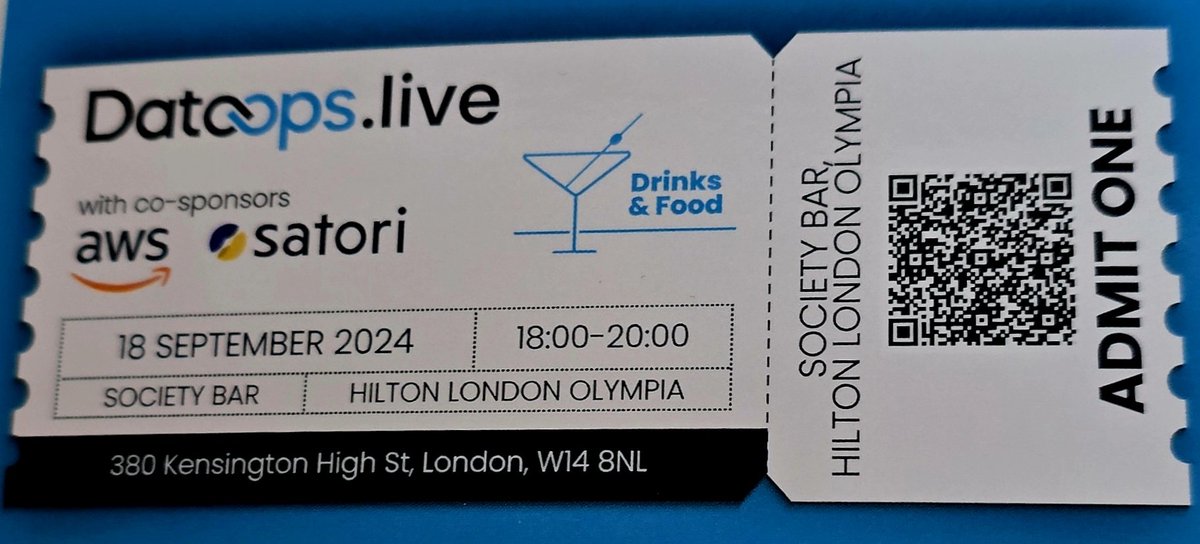 Dataops.live
with co-sponsors
aws
satori
Drinks
& Food
18 SEPTEMBER 2024
18:00-20:00
SOCIETY BAR
HILTON LONDON OLYMPIA
380 Kensington High St, London, W14 8NL
SOCIETY BAR,
HILTON LONDON OLYMPIA
ADMIT ONE